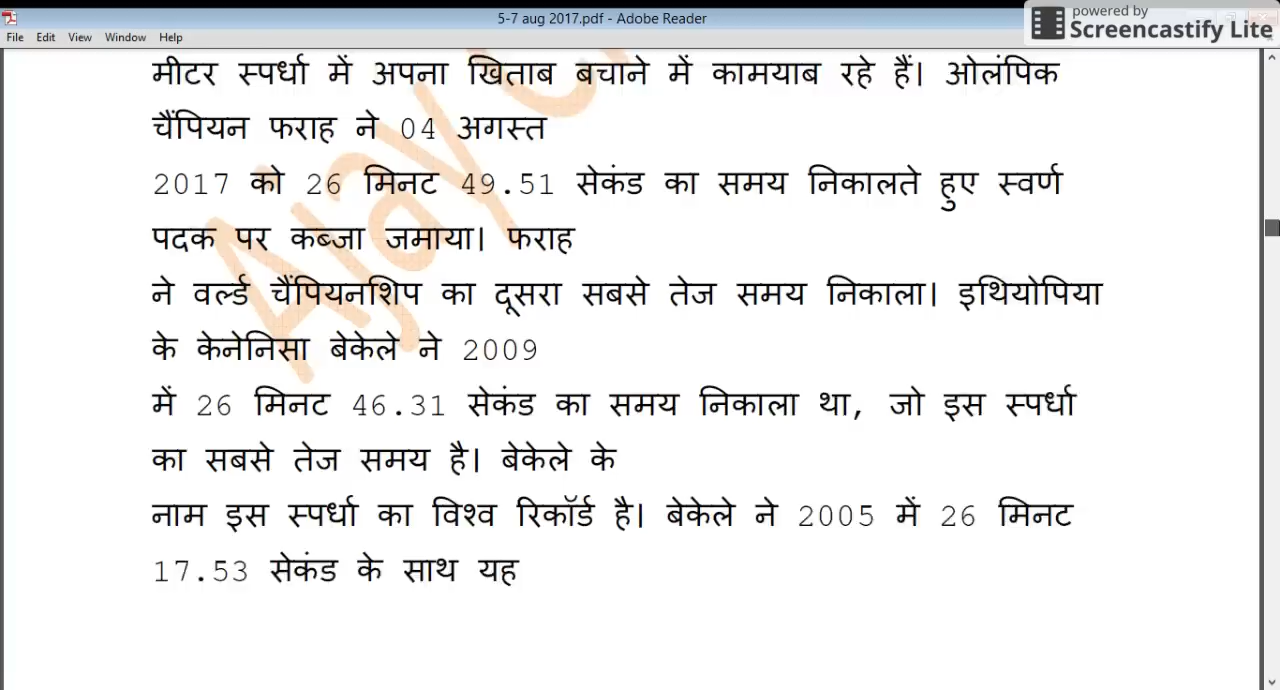 5-7 aug 2017.pdf - Adobe Reader
powered by
Screencastify Lite
File Edit View Window Help
मीटर स्पर्धा में अपना खिताब बचाने में कामयाब रहे हैं। ओलंपिक
चैंपियन फराह ने 04 अगस्त
2017 को 26 मिनट 49.51 सेकंड का समय निकालते हुए स्वर्ण
पदक पर कब्जा जमाया। फराह
ने वर्ल्ड चैंपियनशिप का दूसरा सबसे तेज समय निकाला। इथियोपिया
के केनेनिसा बेकेले ने 2009
में 26 मिनट 46.31 सेकंड का समय निकाला था, जो इस स्पर्धा
का सबसे तेज समय है। बेकेले के
नाम इस स्पर्धा का विश्व रिकॉर्ड है। बेकेले ने 2005 में 26 मिनट
17.53 सेकंड के साथ यह
Ajay